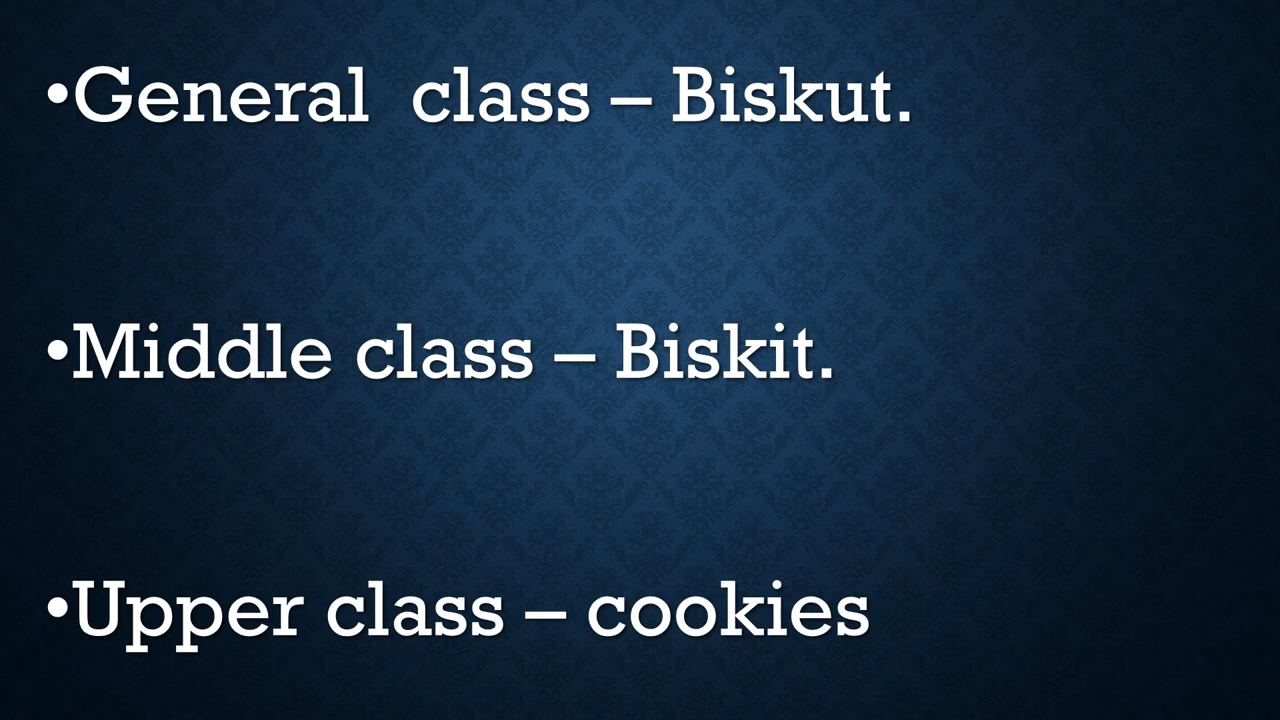 •General  class – Biskut.
•Middle class – Biskit.
•Upper class – cookies